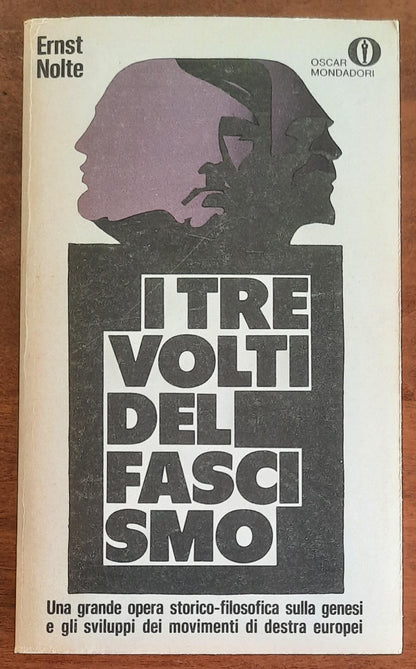 Ernst
Nolte
OSCAR
MONDADORI
I TRE
VOLTI
DEL
FASCI
SMO
Una grande opera storico-filosofica sulla genesi
e gli sviluppi dei movimenti di destra europei